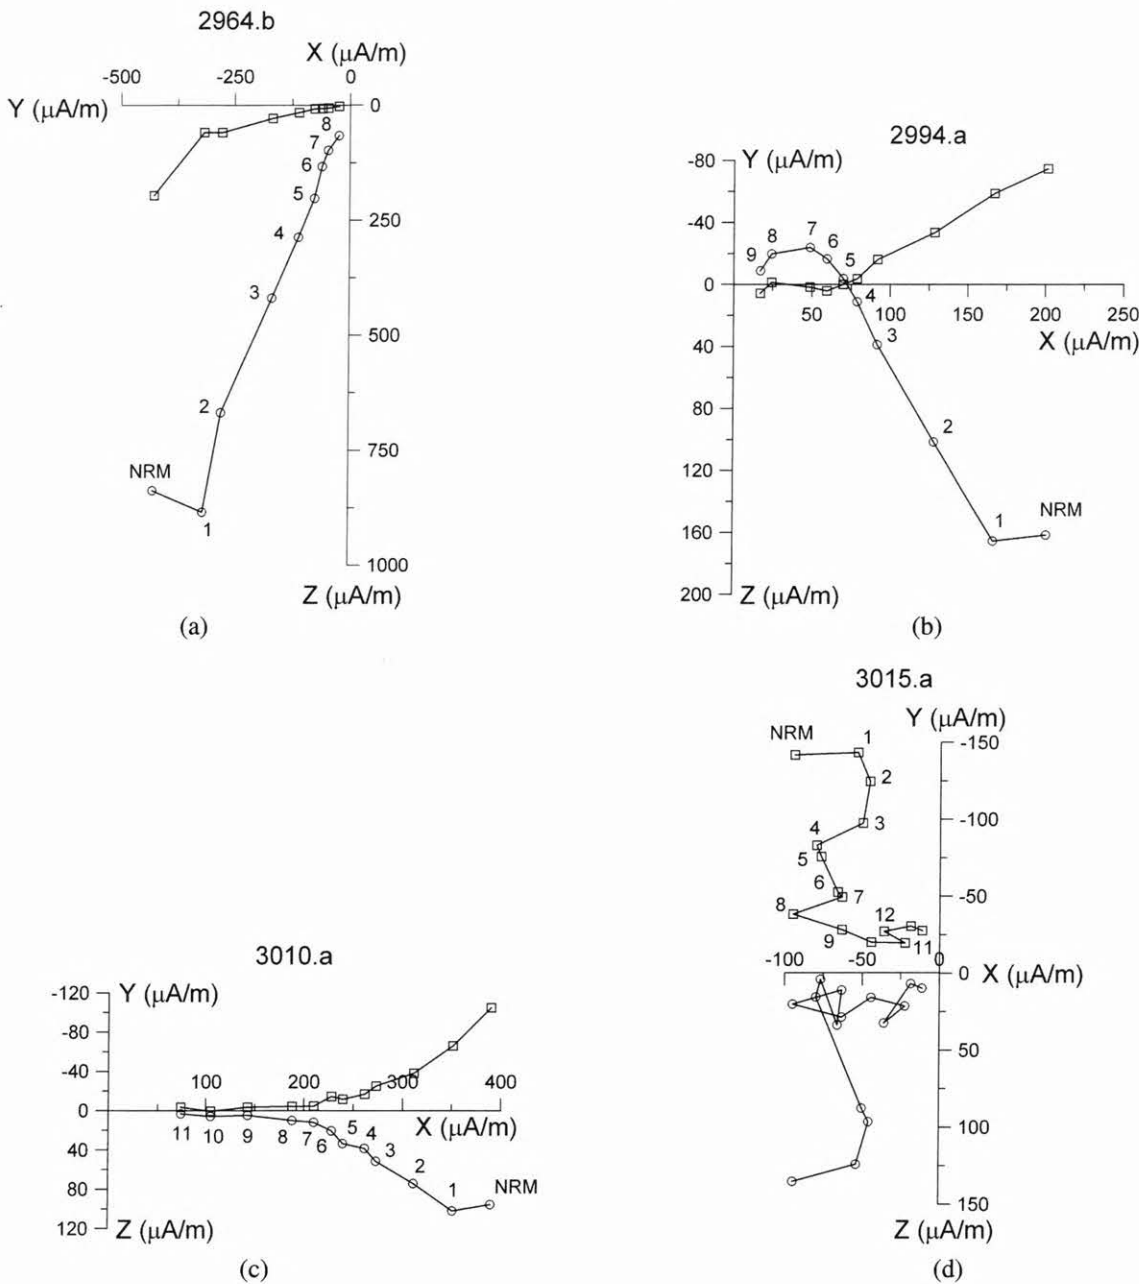 2964.b
X (μA/m)
-500 -250 0
Y (μA/m)
0
250
500
750
1000
8
7
6
5
4
3
2
NRM
1
Z (μA/m)
(a)
2994.a
Y (μA/m)
-80
-40
0
40
80
120
160
200
9 8 7 6 5
4
3
2
1 NRM
50 100 150 200 250
X (μA/m)
Z (μA/m)
(b)
3010.a
Y (μA/m)
-120
-80
-40
0
40
80
120
100 200 300 400
X (μA/m)
11 10 9 8 7 6 5 4 3 2 1 NRM
Z (μA/m)
(c)
3015.a
Y (μA/m)
NRM 1
2
3
4
5
6
7
8
9
12
11
-150
-100
-50
0
50
100
150
-100 -50 0
X (μA/m)
Z (μA/m)
(d)